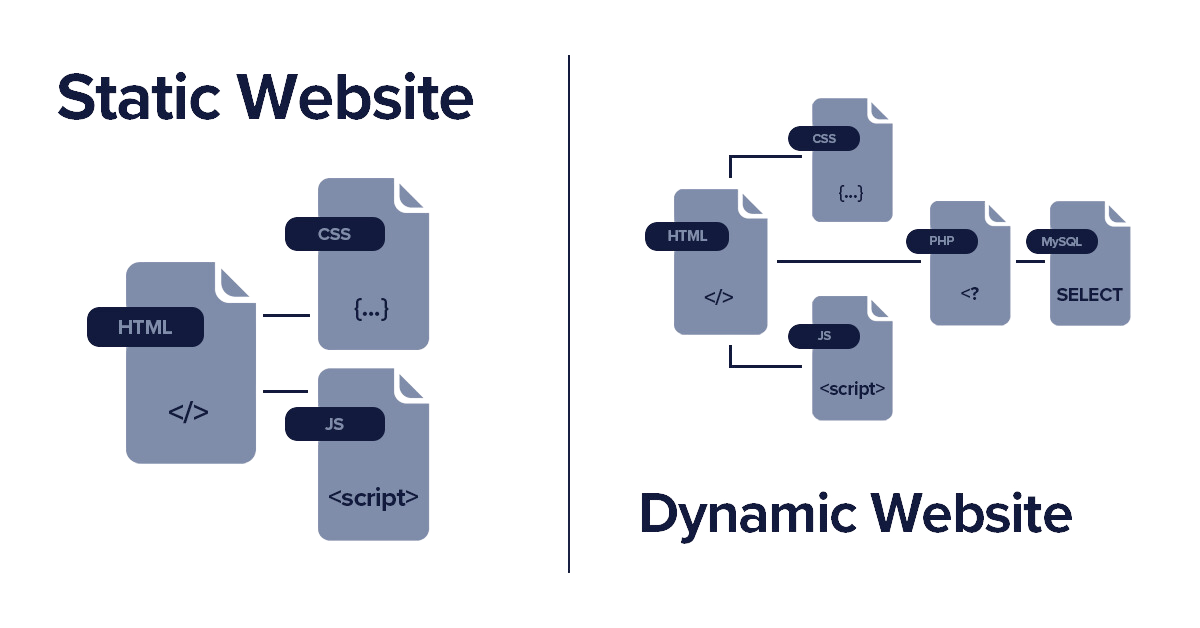 Static Website
CSS
{...}
HTML
</>
JS
<script>
CSS
{...}
HTML
</>
PHP
<?
MySQL
SELECT
JS
<script>
Dynamic Website